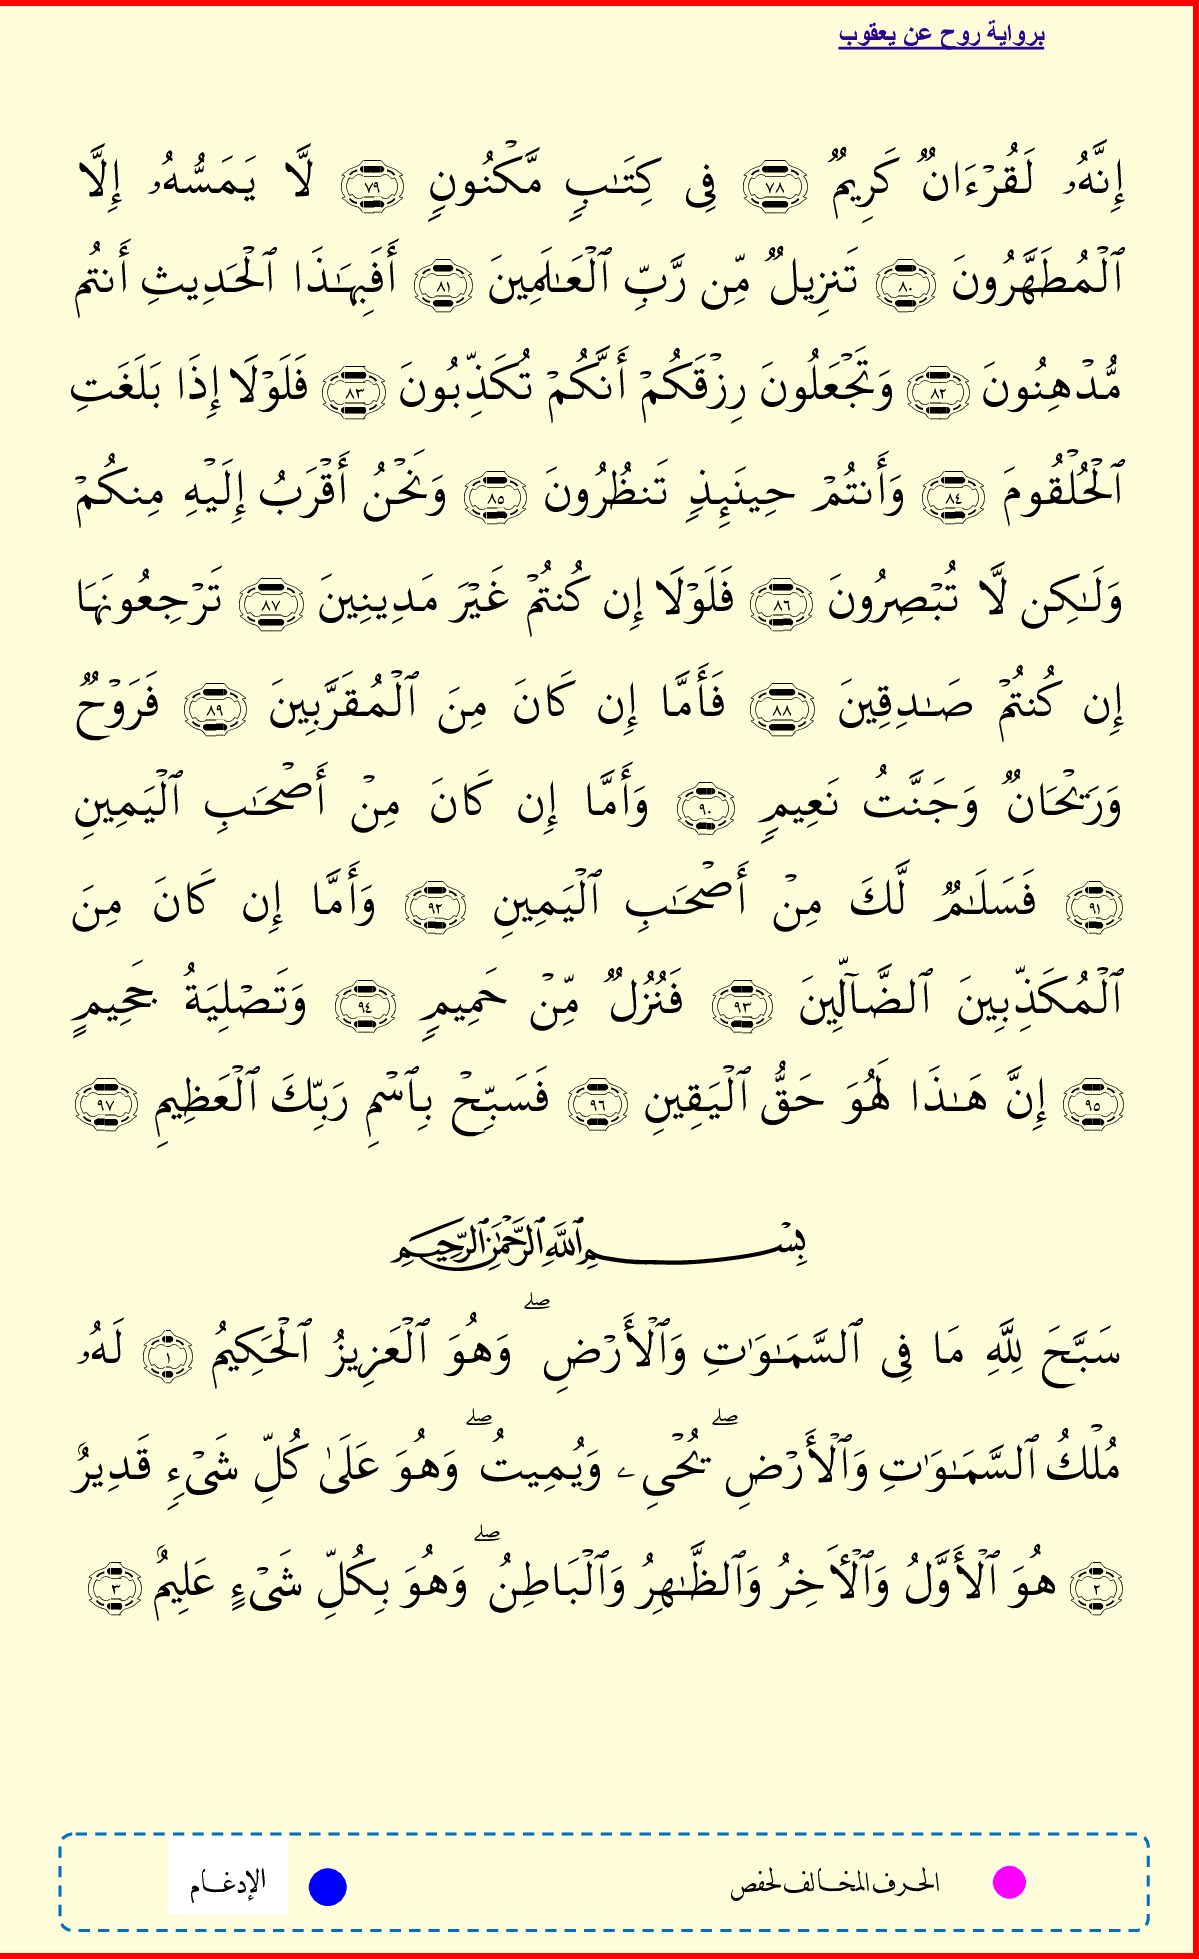 برواية روح عن يعقوب
إِنَّهُۥ لَقُرْءَانٌ كَرِيمٌ ٧٨ فِى كِتَـٰبٍ مَّكْنُونٍ ٧٩ لَّا يَمَسُّهُۥ إِلَّا
ٱلْمُطَهَّرُونَ ٨٠ تَنزِيلٌ مِّن رَّبِّ ٱلْعَـٰلَمِينَ ٨١ أَفَبِهَـٰذَا ٱلْحَدِيثِ أَنتُم
مُّدْهِنُونَ ٨٢ وَتَجْعَلُونَ رِزْقَكُمْ أَنَّكُمْ تُكَذِّبُونَ ٨٣ فَلَوْلَا إِذَا بَلَغَتِ
ٱلْحُلْقُومَ ٨٤ وَأَنتُمْ حِينَئِذٍ تَنظُرُونَ ٨٥ وَنَحْنُ أَقْرَبُ إِلَيْهِ مِنكُمْ
وَلَـٰكِن لَّا تُبْصِرُونَ ٨٦ فَلَوْلَا إِن كُنتُمْ غَيْرَ مَدِينِينَ ٨٧ تَرْجِعُونَهَا
إِن كُنتُمْ صَـٰدِقِينَ ٨٨ فَأَمَّا إِن كَانَ مِنَ ٱلْمُقَرَّبِينَ ٨٩ فَرَوْحٌ
وَرَيْحَانٌ وَجَنَّتُ نَعِيمٍ ٩٠ وَأَمَّا إِن كَانَ مِنْ أَصْحَـٰبِ ٱلْيَمِينِ
٩١ فَسَلَـٰمٌ لَّكَ مِنْ أَصْحَـٰبِ ٱلْيَمِينِ ٩٢ وَأَمَّا إِن كَانَ مِنَ
ٱلْمُكَذِّبِينَ ٱلضَّآلِّينَ ٩٣ فَنُزُلٌ مِّنْ حَمِيمٍ ٩٤ وَتَصْلِيَةُ جَحِيمٍ
٩٥ إِنَّ هَـٰذَا لَهُوَ حَقُّ ٱلْيَقِينِ ٩٦ فَسَبِّحْ بِٱسْمِ رَبِّكَ ٱلْعَظِيمِ ٩٧
بِسْمِ ٱللَّهِ ٱلرَّحْمَـٰنِ ٱلرَّحِيمِ
سَبَّحَ لِلَّهِ مَا فِى ٱلسَّمَـٰوَٰتِ وَٱلْأَرْضِ ۖ وَهُوَ ٱلْعَزِيزُ ٱلْحَكِيمُ ١ لَهُۥ
مُلْكُ ٱلسَّمَـٰوَٰتِ وَٱلْأَرْضِ ۖ يُحْىِۦ وَيُمِيتُ ۖ وَهُوَ عَلَىٰ كُلِّ شَىْءٍ قَدِيرٌ
٢ هُوَ ٱلْأَوَّلُ وَٱلْـَٔاخِرُ وَٱلظَّـٰهِرُ وَٱلْبَاطِنُ ۖ وَهُوَ بِكُلِّ شَىْءٍ عَلِيمٌ ٣
الحرف المخالف لحفص
الإدغام